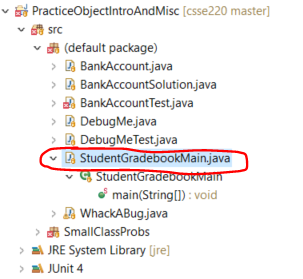 PracticeObjectIntroAndMisc [csse220 master]
src
(default package)
BankAccount.java
BankAccountSolution.java
BankAccountTest.java
DebugMe.java
DebugMeTest.java
StudentGradebookMain.java
StudentGradebookMain
main(String[]) : void
WhackABug.java
SmallClassProbs
JRE System Library [jre]
JUnit 4